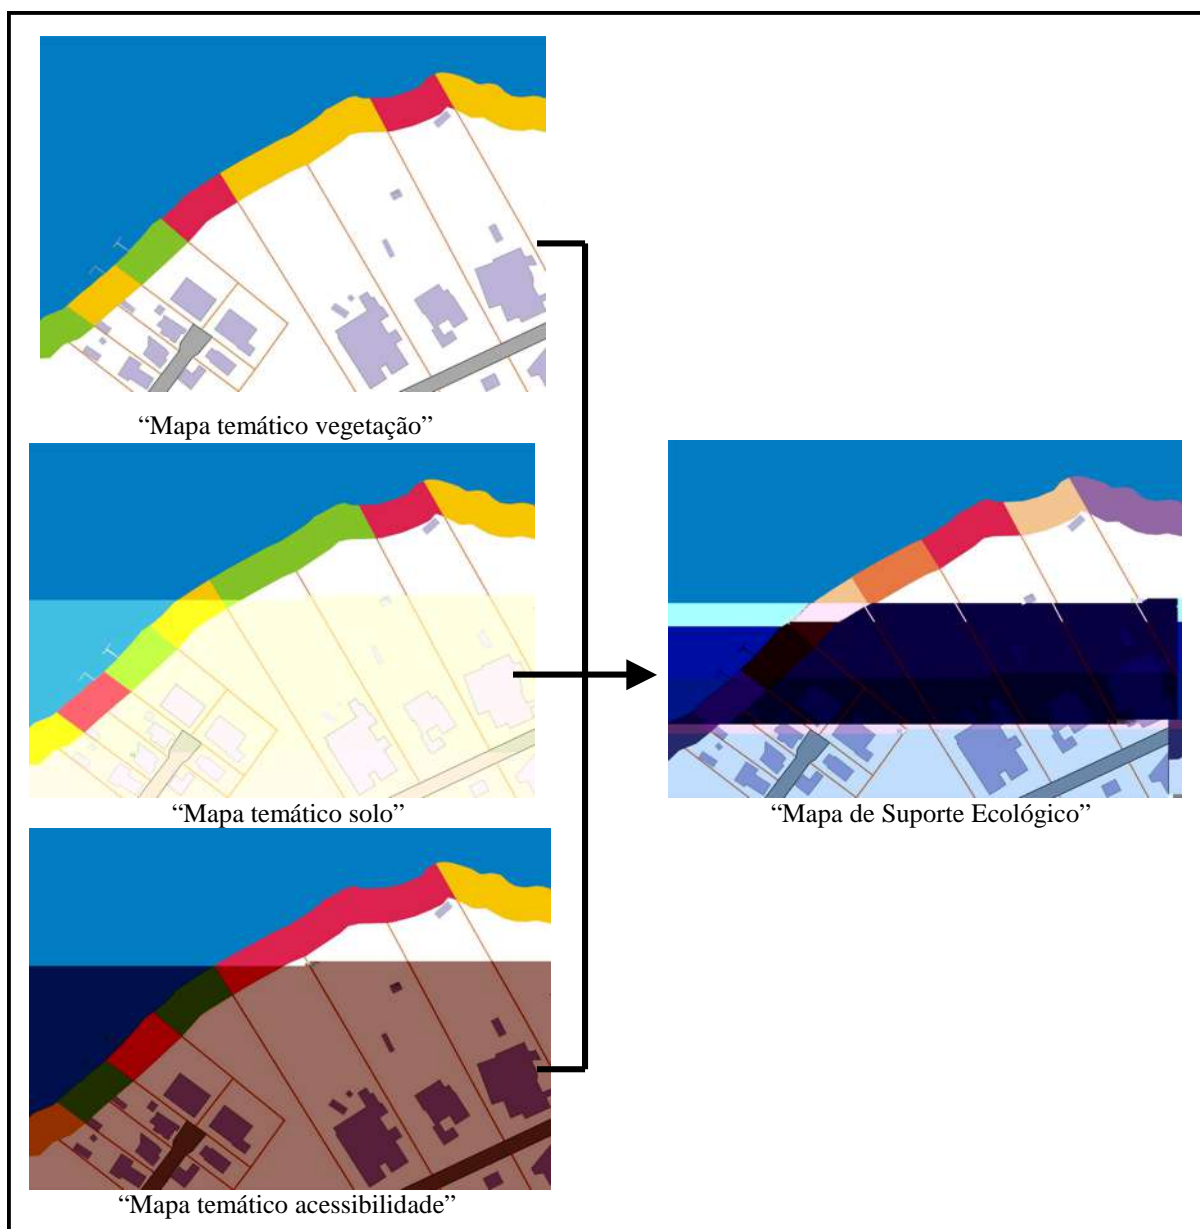 “Mapa temático vegetação”
“Mapa temático solo”
“Mapa de Suporte Ecológico”
“Mapa temático acessibilidade”